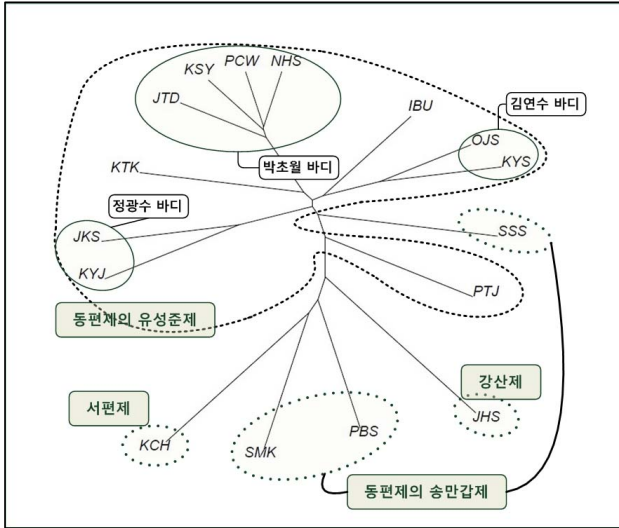 PCW
NHS
KSY
JTD
IBU
김연수 바디
OJS
KYS
KTK
박초월 바디
정광수 바디
JKS
KYJ
SSS
PTJ
동편제의 유성준제
서편제
강산제
KCH
SMK
PBS
JHS
동편제의 송만갑제